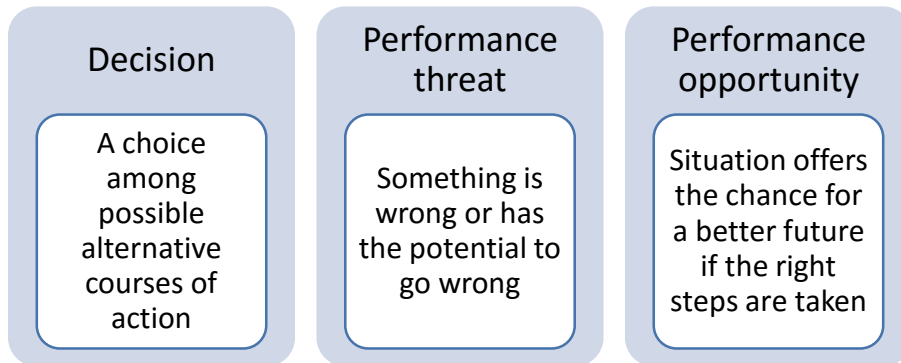 Decision
A choice
among
possible
alternative
courses of
action
Performance
threat
Something is
wrong or has
the potential to
go wrong
Performance
opportunity
Situation offers
the chance for
a better future
if the right
steps are taken